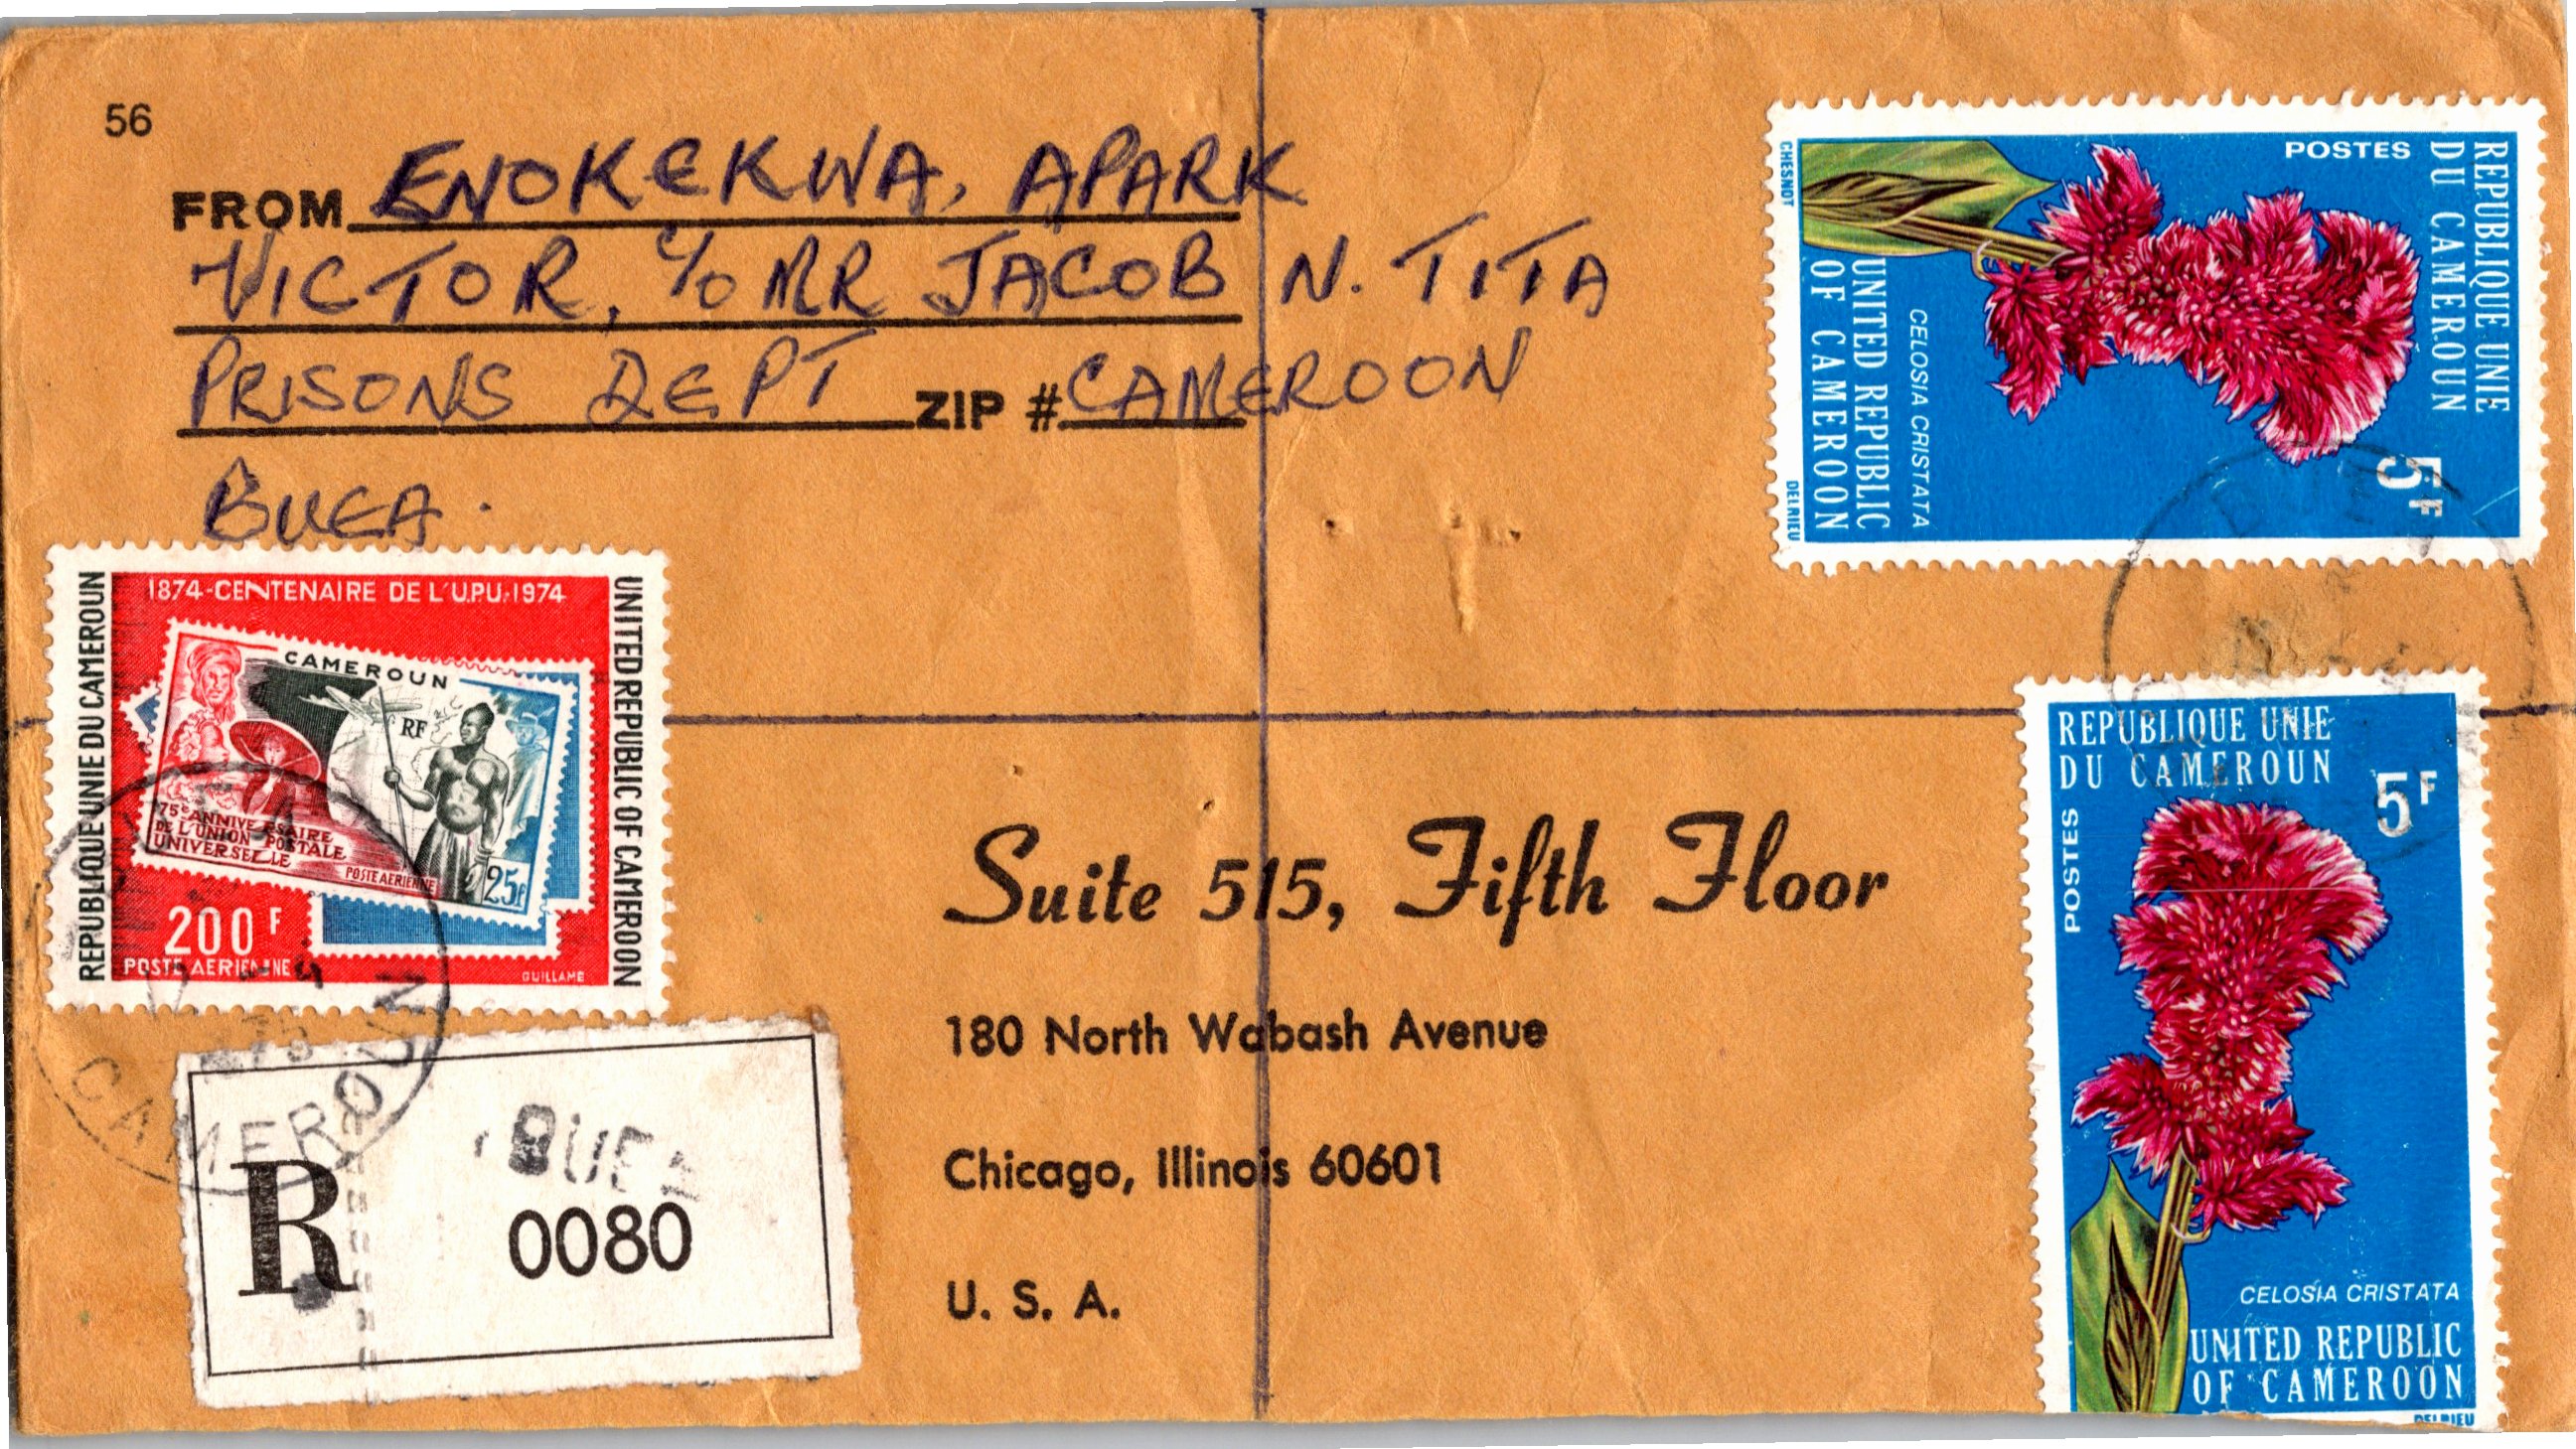 56
FROM ENOKEKWA, APARK
VICTOR, c/o MR JACOB N. TITA
PRISONS DEPT ZIP # CAMEROON
BUEA.
REPUBLIQUE UNIE
DU CAMEROUN
POSTES
5F
CELOSIA CRISTATA
UNITED REPUBLIC
OF CAMEROON
CHESNOT
DELRIEU
1874-CENTENAIRE DE L'U.P.U.-1974
REPUBLIQUE UNIE DU CAMEROUN
UNITED REPUBLIC OF CAMEROON
CAMEROUN
RF
75e ANNIVERSAIRE
DE L'UNION POSTALE
UNIVERSELLE
POSTE AERIENNE
25F
200F
POSTE AERIENNE
GUILLAME
CAMEROUN
75
R
BUEA
0080
Suite 515, Fifth Floor
180 North Wabash Avenue
Chicago, Illinois 60601
U. S. A.
REPUBLIQUE UNIE
DU CAMEROUN
5F
POSTES
CELOSIA CRISTATA
UNITED REPUBLIC
OF CAMEROON
DELRIEU